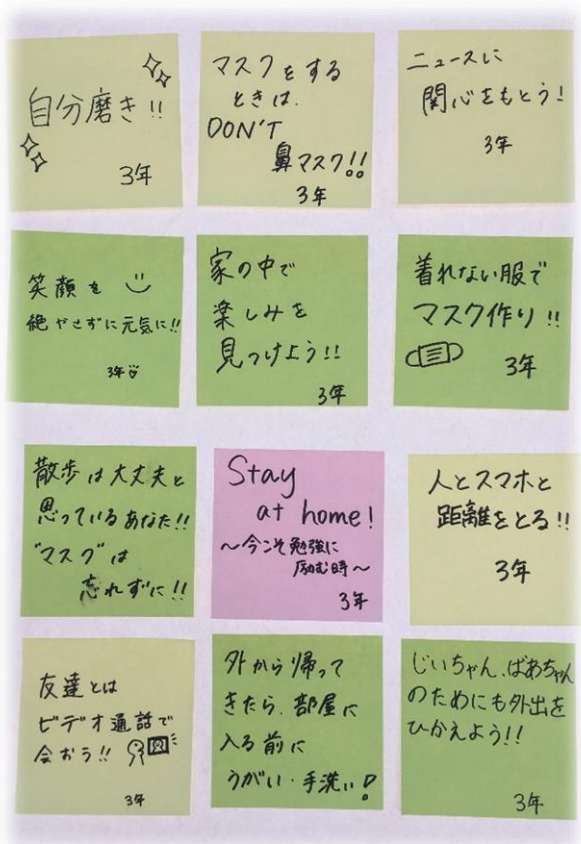 自分磨き!!
3年
マスクをする
ときは.
DON'T
鼻マスク!!
3年
ニュースに
関心をもとう!
3年
笑顔を
絶やさずに元気に!!
3年
家の中で
楽しみを
見つけよう!!
3年
着れない服で
マスク作り!!
3年
散歩は大丈夫と
思っているあなた!!
"マスク"は
忘れずに!!
Stay
at home!
～今こそ勉強に
励む時～
3年
人とスマホと
距離をとる!!
3年
友達とは
ビデオ通話で
会おう!!
3年
外から帰って
きたら、部屋に
入る前に
うがい・手洗い!
じいちゃん、ばあちゃん
のためにも外出を
ひかえよう!!
3年